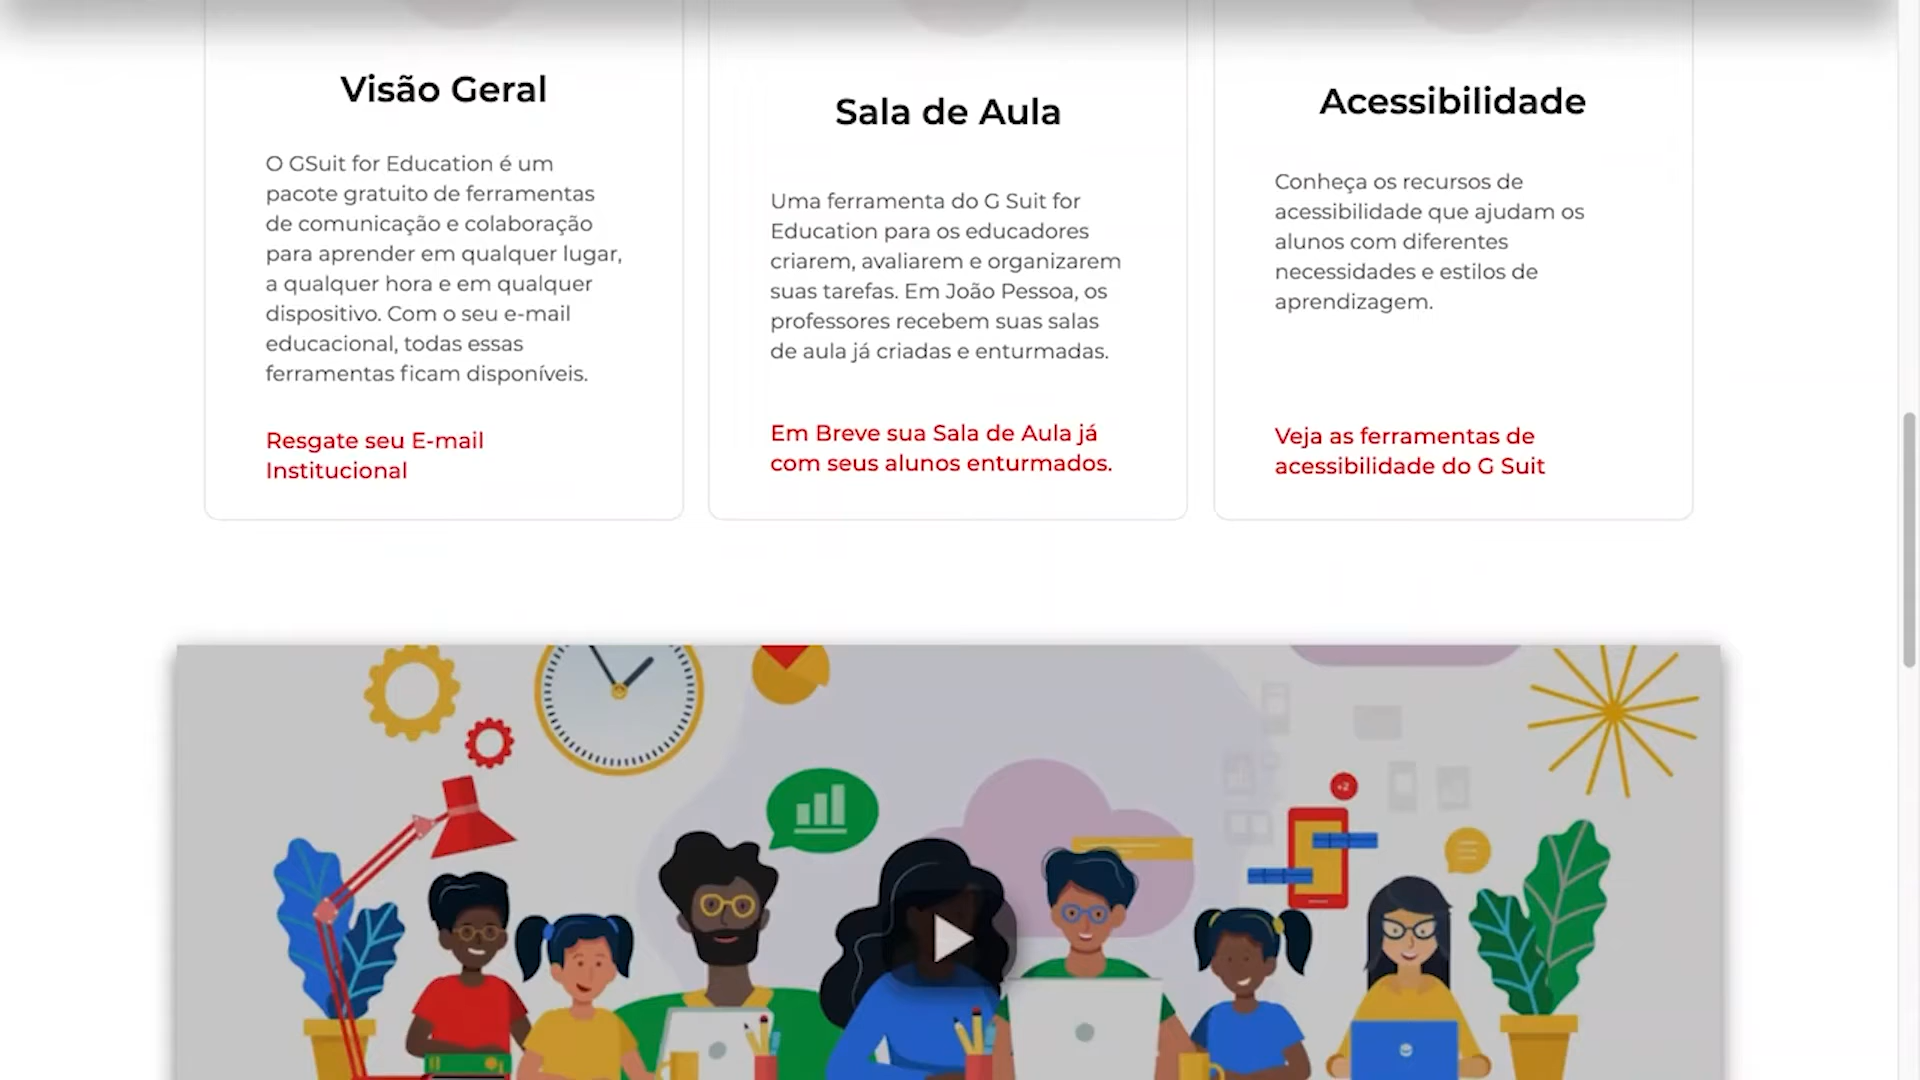 Visão Geral
O GSuit for Education é um
pacote gratuito de ferramentas
de comunicação e colaboração
para aprender em qualquer lugar,
a qualquer hora e em qualquer
dispositivo. Com o seu e-mail
educacional, todas essas
ferramentas ficam disponíveis.
Resgate seu E-mail
Institucional
Sala de Aula
Uma ferramenta do G Suit for
Education para os educadores
criarem, avaliarem e organizarem
suas tarefas. Em João Pessoa, os
professores recebem suas salas
de aula já criadas e enturmadas.
Em Breve sua Sala de Aula já
com seus alunos enturmados.
Acessibilidade
Conheça os recursos de
acessibilidade que ajudam os
alunos com diferentes
necessidades e estilos de
aprendizagem.
Veja as ferramentas de
acessibilidade do G Suit
+2